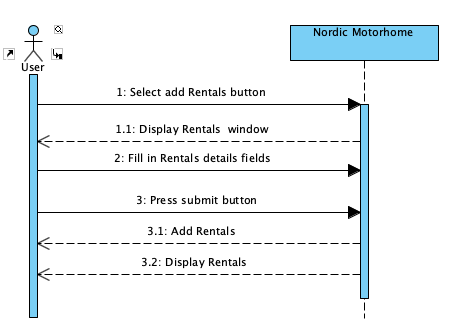 Nordic Motorhome
User
1: Select add Rentals button
1.1: Display Rentals window
2: Fill in Rentals details fields
3: Press submit button
3.1: Add Rentals
3.2: Display Rentals